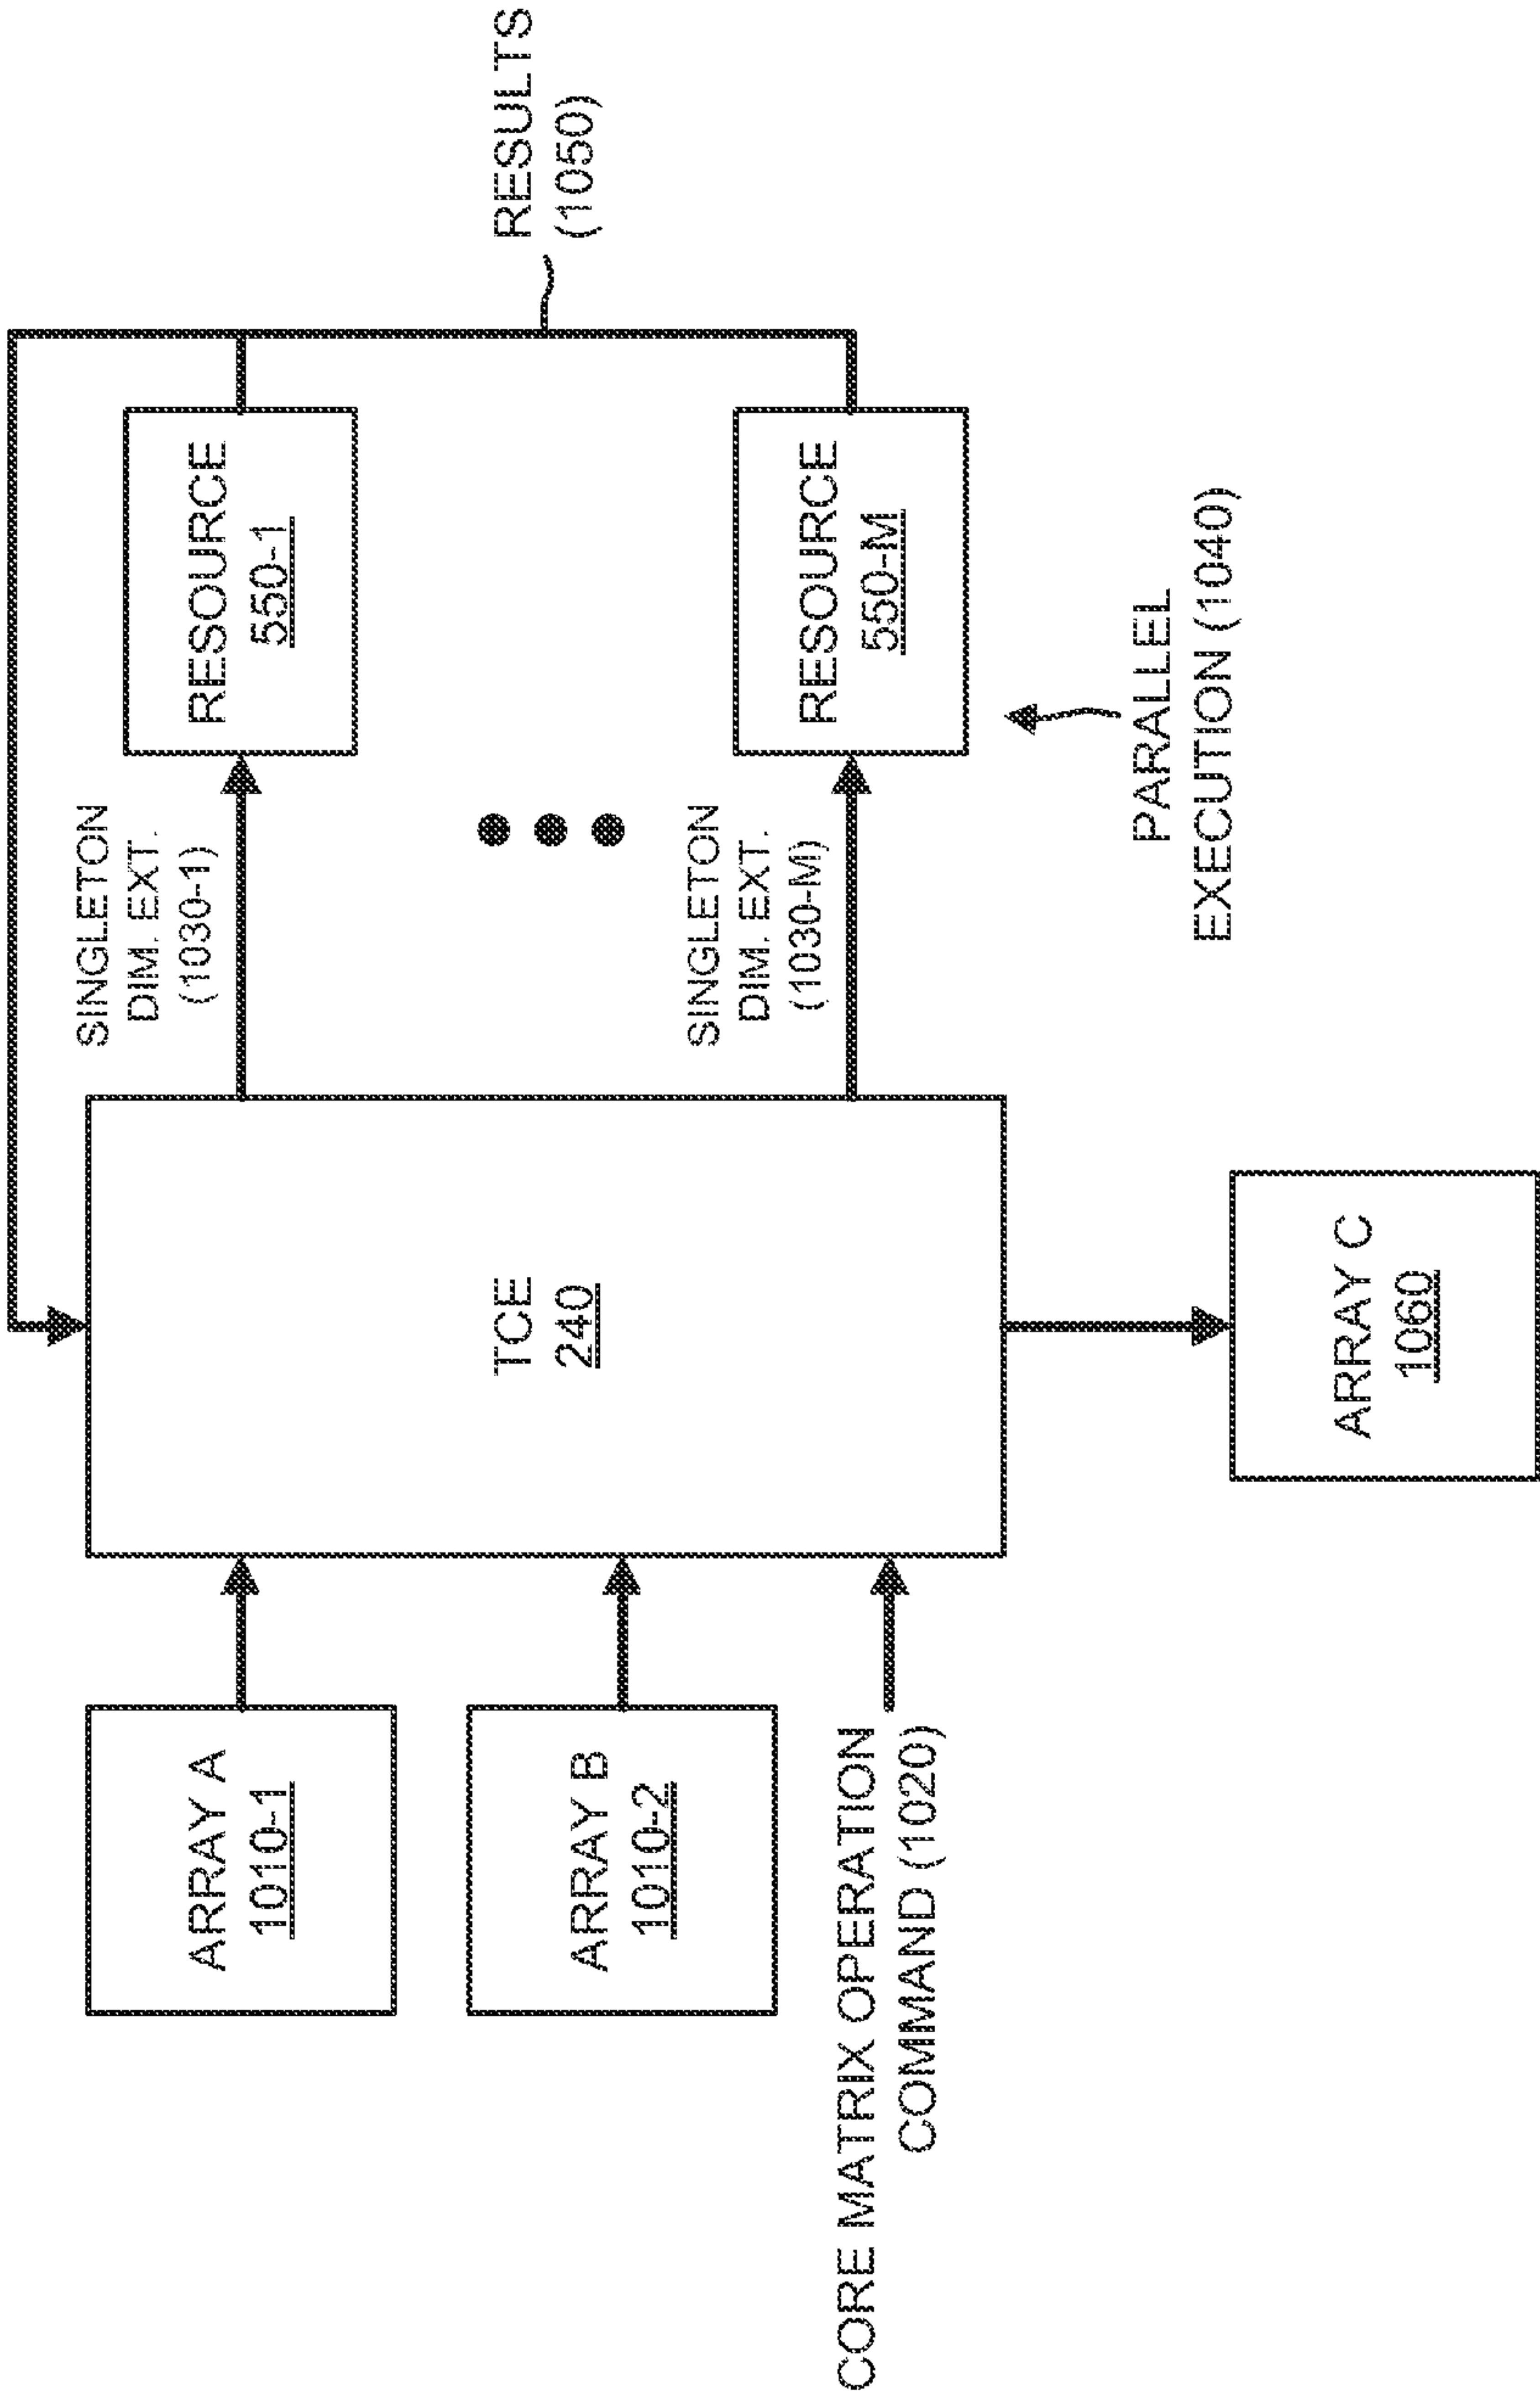 ARRAY A
1010-1
ARRAY B
1010-2
CORE MATRIX OPERATION
COMMAND (1020)
TCE
240
SINGLETON
DIM. EXT.
(1030-1)
SINGLETON
DIM. EXT.
(1030-M)
RESOURCE
550-1
RESOURCE
550-M
RESULTS
(1050)
PARALLEL
EXECUTION (1040)
ARRAY C
1060